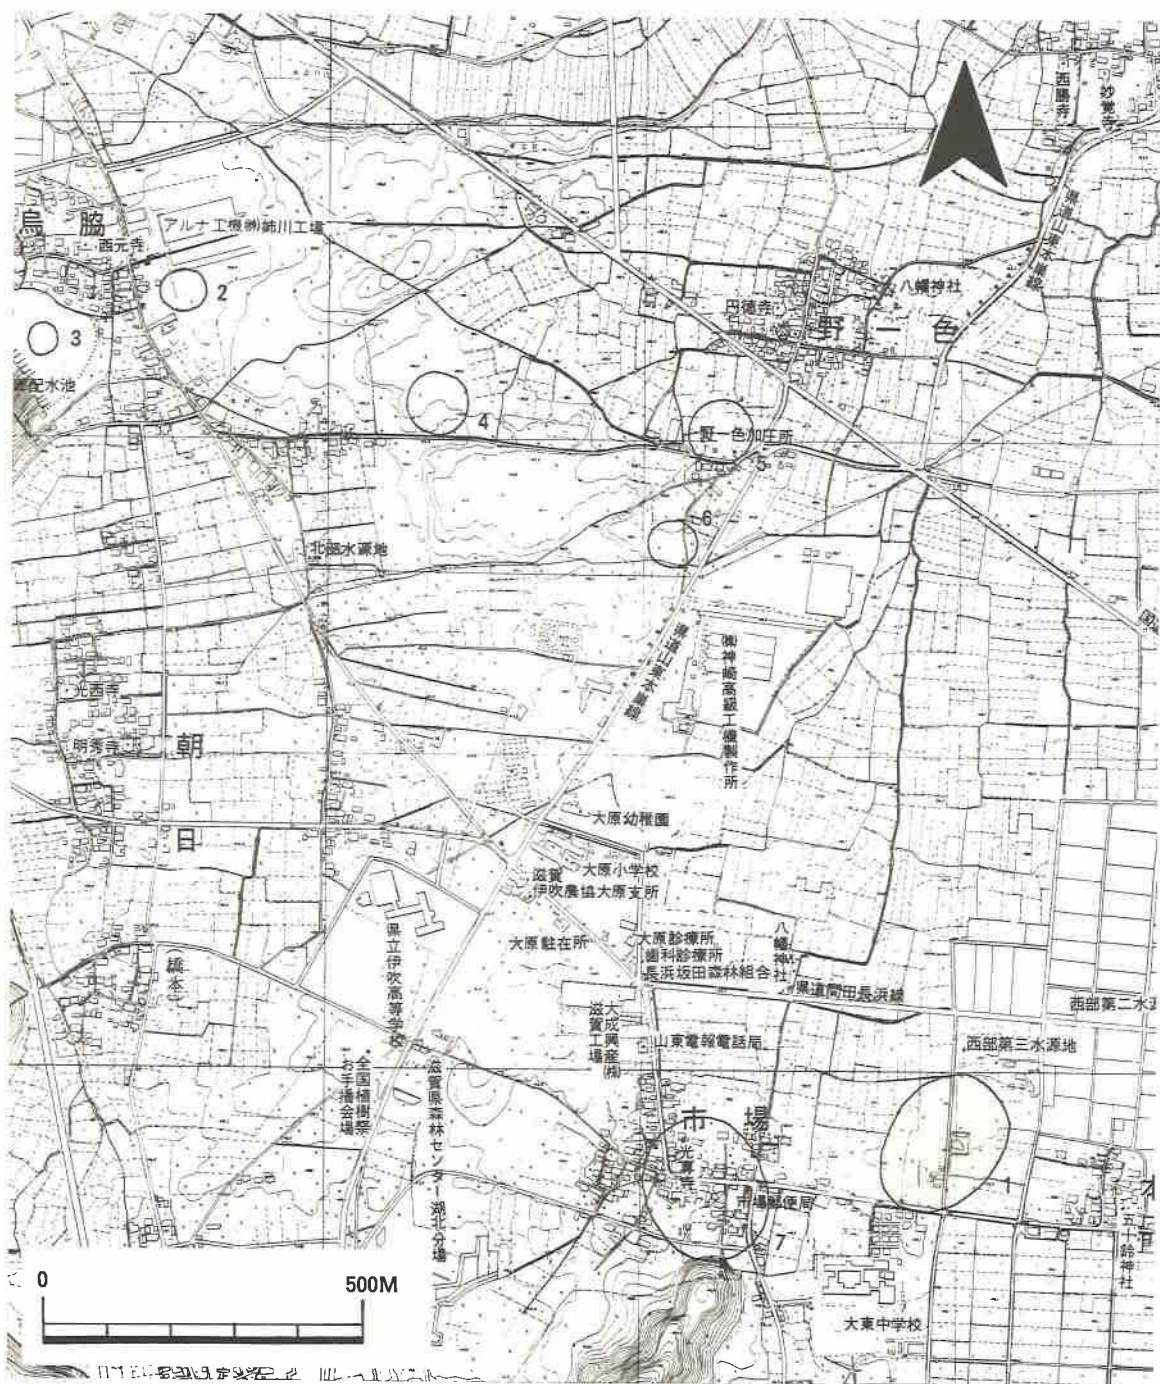 西勝寺
妙覚寺
県道山東本巣線
烏脇
西元寺
アルナ工機㈱姉川工場
2
八幡神社
円徳寺
野一色
3
配水池
4
野一色加圧所
5
6
北部水源地
県道山東本巣線
㈱神崎高級工機製作所
光西寺
明秀寺
朝日
大原幼稚園
大原小学校
滋賀
伊吹農協大原支所
県立伊吹高等学校
大原駐在所
大原診療所
歯科診療所
長浜坂田森林組合
八幡神社
県道間田長浜線
橋本
西部第二水源
大成興産㈱
滋賀工場
山東電報電話局
西部第三水源地
全国植樹祭
お手播会場
滋賀県森林センター湖北分場
市場
光専寺
市場郵便局
1
7
五十鈴神社
大東中学校
0
500M